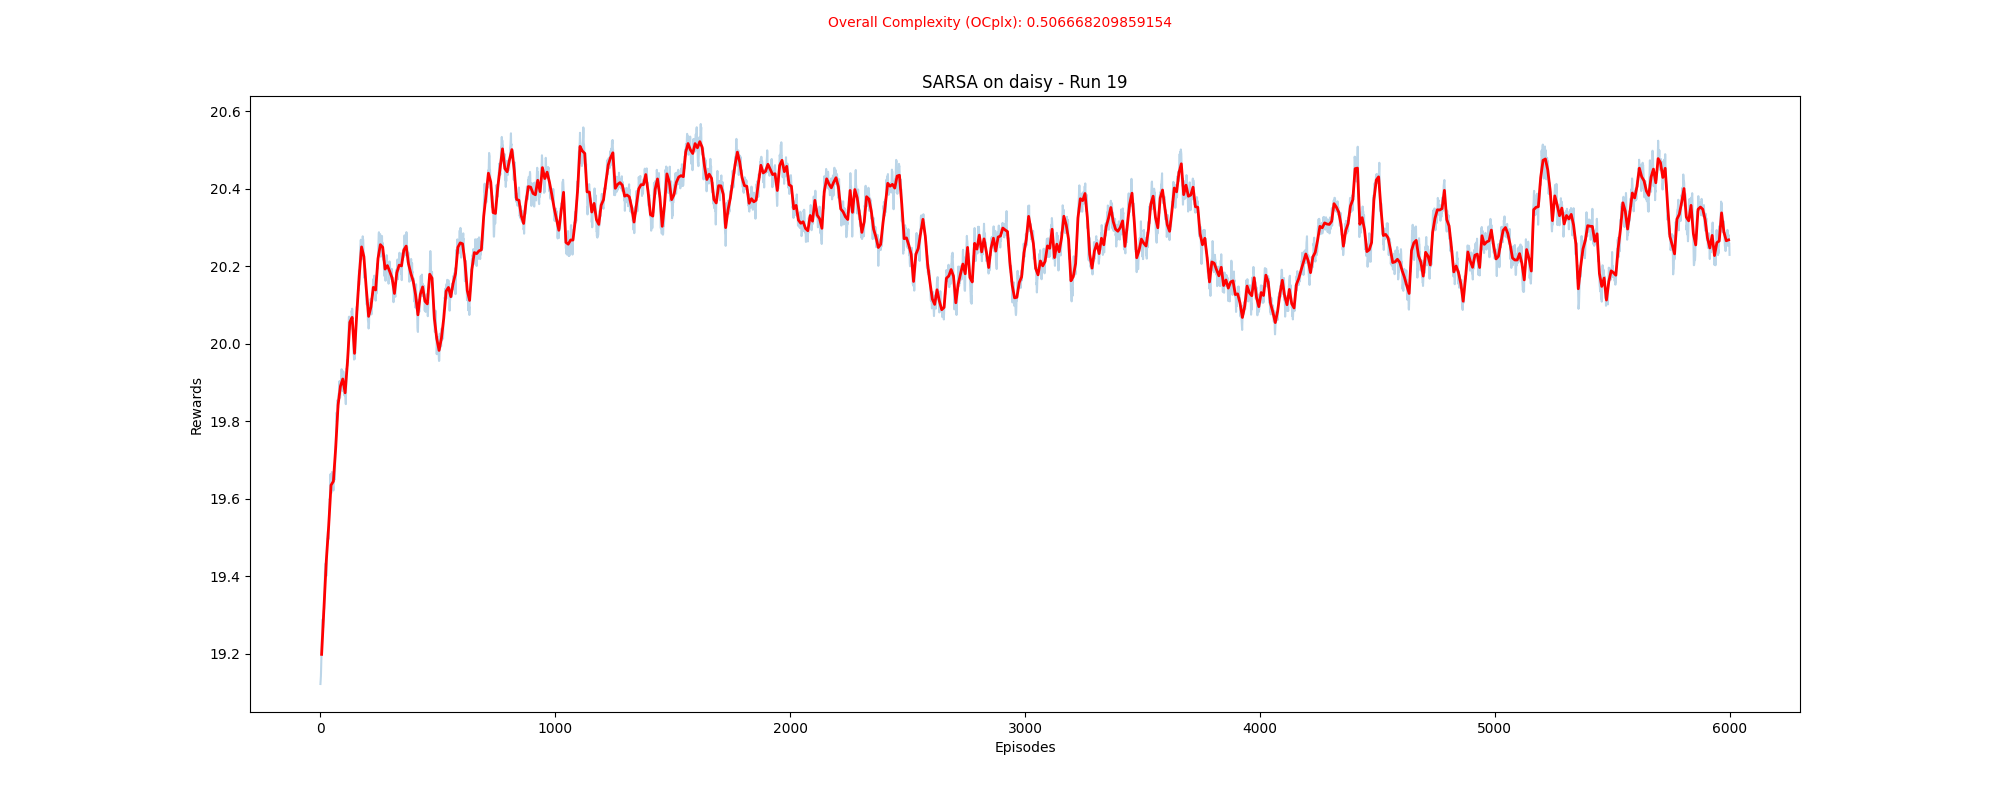 Overall Complexity (OCplx): 0.506668209859154
SARSA on daisy - Run 19
20.6
20.4
20.2
20.0
19.8
19.6
19.4
19.2
Rewards
0 1000 2000 3000 4000 5000 6000
Episodes